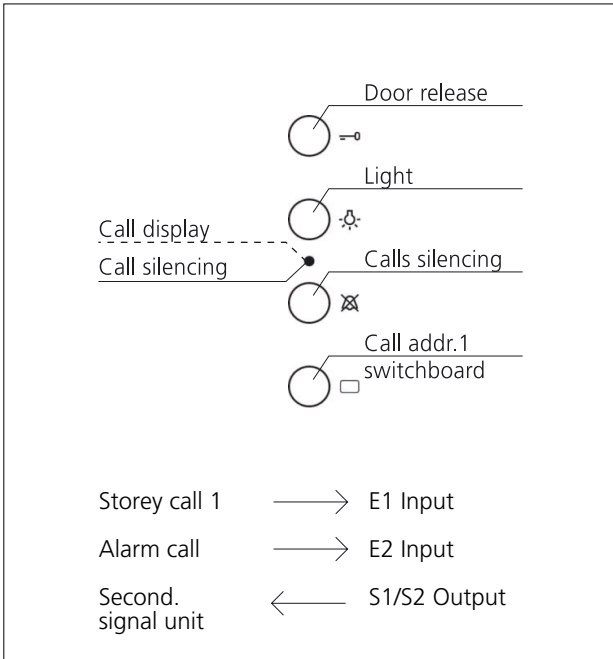 Door release
Light
Call display
Call silencing
Calls silencing
Call addr.1
switchboard
Storey call 1 E1 Input
Alarm call E2 Input
Second. S1/S2 Output
signal unit